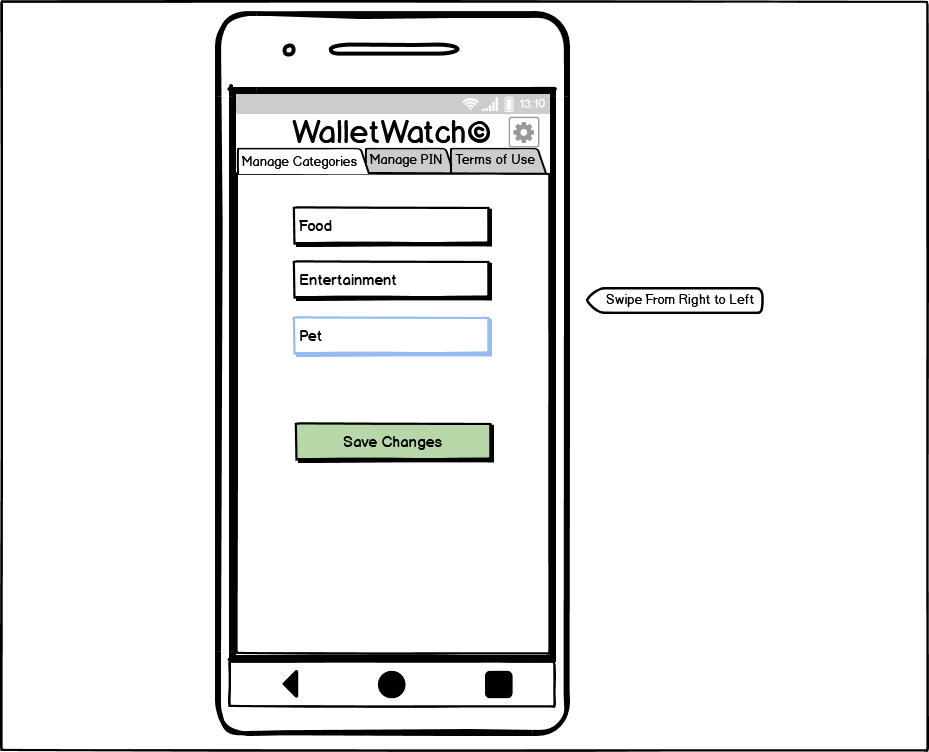 13:10
WalletWatch©
Manage Categories
Manage PIN
Terms of Use
Food
Entertainment
Swipe From Right to Left
Pet
Save Changes